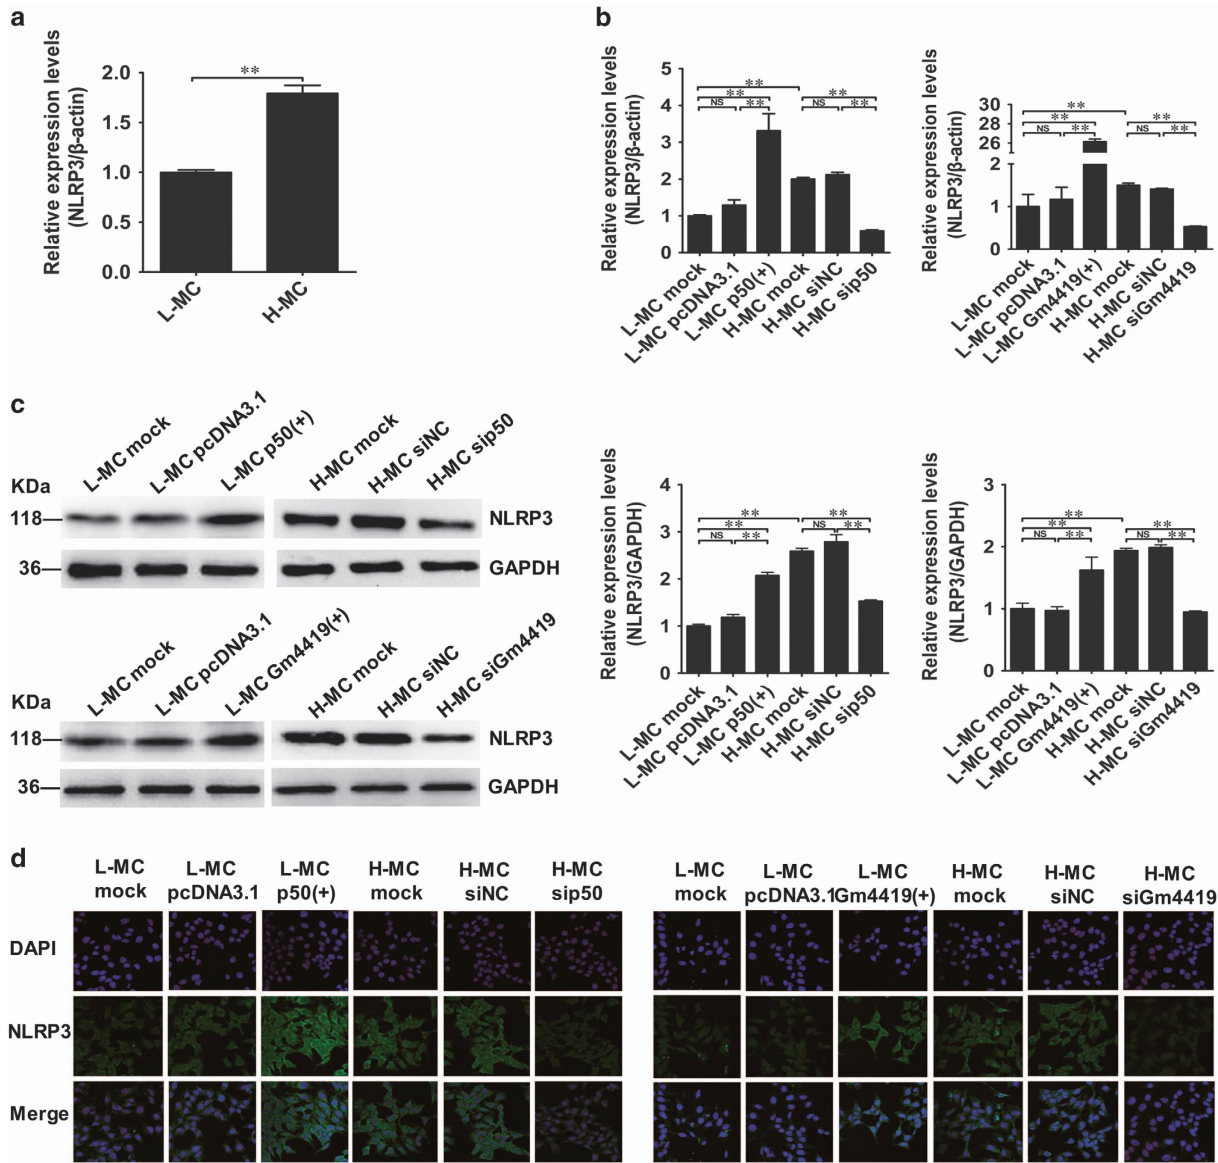 a
Relative expression levels
(NLRP3/β-actin)
2.0
1.5
1.0
0.5
0.0
**
L-MC
H-MC
b
Relative expression levels
(NLRP3/β-actin)
5
4
3
2
1
0
**
** **
NS ** NS **
L-MC mock
L-MC pcDNA3.1
L-MC p50(+)
H-MC mock
H-MC siNC
H-MC sip50
Relative expression levels
(NLRP3/β-actin)
30
28
26
2
1
0
**
** **
NS ** NS **
L-MC mock
L-MC pcDNA3.1
L-MC Gm4419(+)
H-MC mock
H-MC siNC
H-MC siGm4419
c
L-MC mock
L-MC pcDNA3.1
L-MC p50(+)
H-MC mock
H-MC siNC
H-MC sip50
KDa
118
NLRP3
36
GAPDH
L-MC mock
L-MC pcDNA3.1
L-MC Gm4419(+)
H-MC mock
H-MC siNC
H-MC siGm4419
KDa
118
NLRP3
36
GAPDH
Relative expression levels
(NLRP3/GAPDH)
4
3
2
1
0
**
** **
NS ** NS **
L-MC mock
L-MC pcDNA3.1
L-MC p50(+)
H-MC mock
H-MC siNC
H-MC sip50
Relative expression levels
(NLRP3/GAPDH)
3
2
1
0
**
** **
NS ** NS **
L-MC mock
L-MC pcDNA3.1
L-MC Gm4419(+)
H-MC mock
H-MC siNC
H-MC siGm4419
d
L-MC mock
L-MC pcDNA3.1
L-MC p50(+)
H-MC mock
H-MC siNC
H-MC sip50
L-MC mock
L-MC pcDNA3.1
L-MC Gm4419(+)
H-MC mock
H-MC siNC
H-MC siGm4419
DAPI
NLRP3
Merge